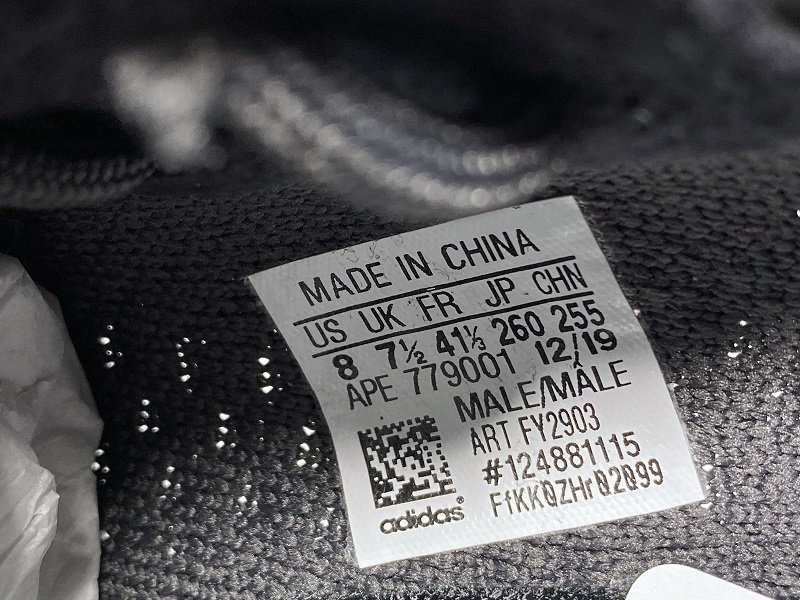 MADE IN CHINA
US UK FR JP CHN
8 7½ 41⅓ 260 255
APE 779001 12/19
MALE/MÂLE
ART FY2903
#124881115
FfKKQZHrQ2Q99
adidas®